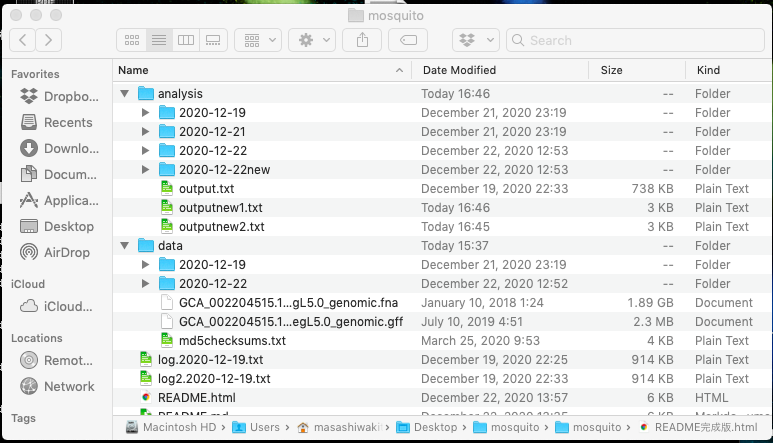 mosquito
Search
Favorites
Dropbo...
Recents
Downlo...
Docum...
Applica...
Desktop
AirDrop
iCloud
iCloud...
Locations
Remot...
Network
Tags
Name Date Modified Size Kind
analysis Today 16:46 -- Folder
2020-12-19 December 21, 2020 23:19 -- Folder
2020-12-21 December 21, 2020 23:19 -- Folder
2020-12-22 December 22, 2020 12:53 -- Folder
2020-12-22new December 22, 2020 12:53 -- Folder
output.txt December 19, 2020 22:33 738 KB Plain Text
outputnew1.txt Today 16:46 3 KB Plain Text
outputnew2.txt Today 16:45 3 KB Plain Text
data Today 15:37 -- Folder
2020-12-19 December 21, 2020 23:19 -- Folder
2020-12-22 December 22, 2020 12:52 -- Folder
GCA_002204515.1...gL5.0_genomic.fna January 10, 2018 1:24 1.89 GB Document
GCA_002204515.1...egL5.0_genomic.gff July 10, 2019 4:51 2.3 MB Document
md5checksums.txt March 25, 2020 9:53 4 KB Plain Text
log.2020-12-19.txt December 19, 2020 22:25 914 KB Plain Text
log2.2020-12-19.txt December 19, 2020 22:33 914 KB Plain Text
README.html December 22, 2020 13:57 6 KB HTML
README.md December 22, 2020 13:35 6 KB
Macintosh HD Users masashiwaki Desktop mosquito mosquito README完成版.html